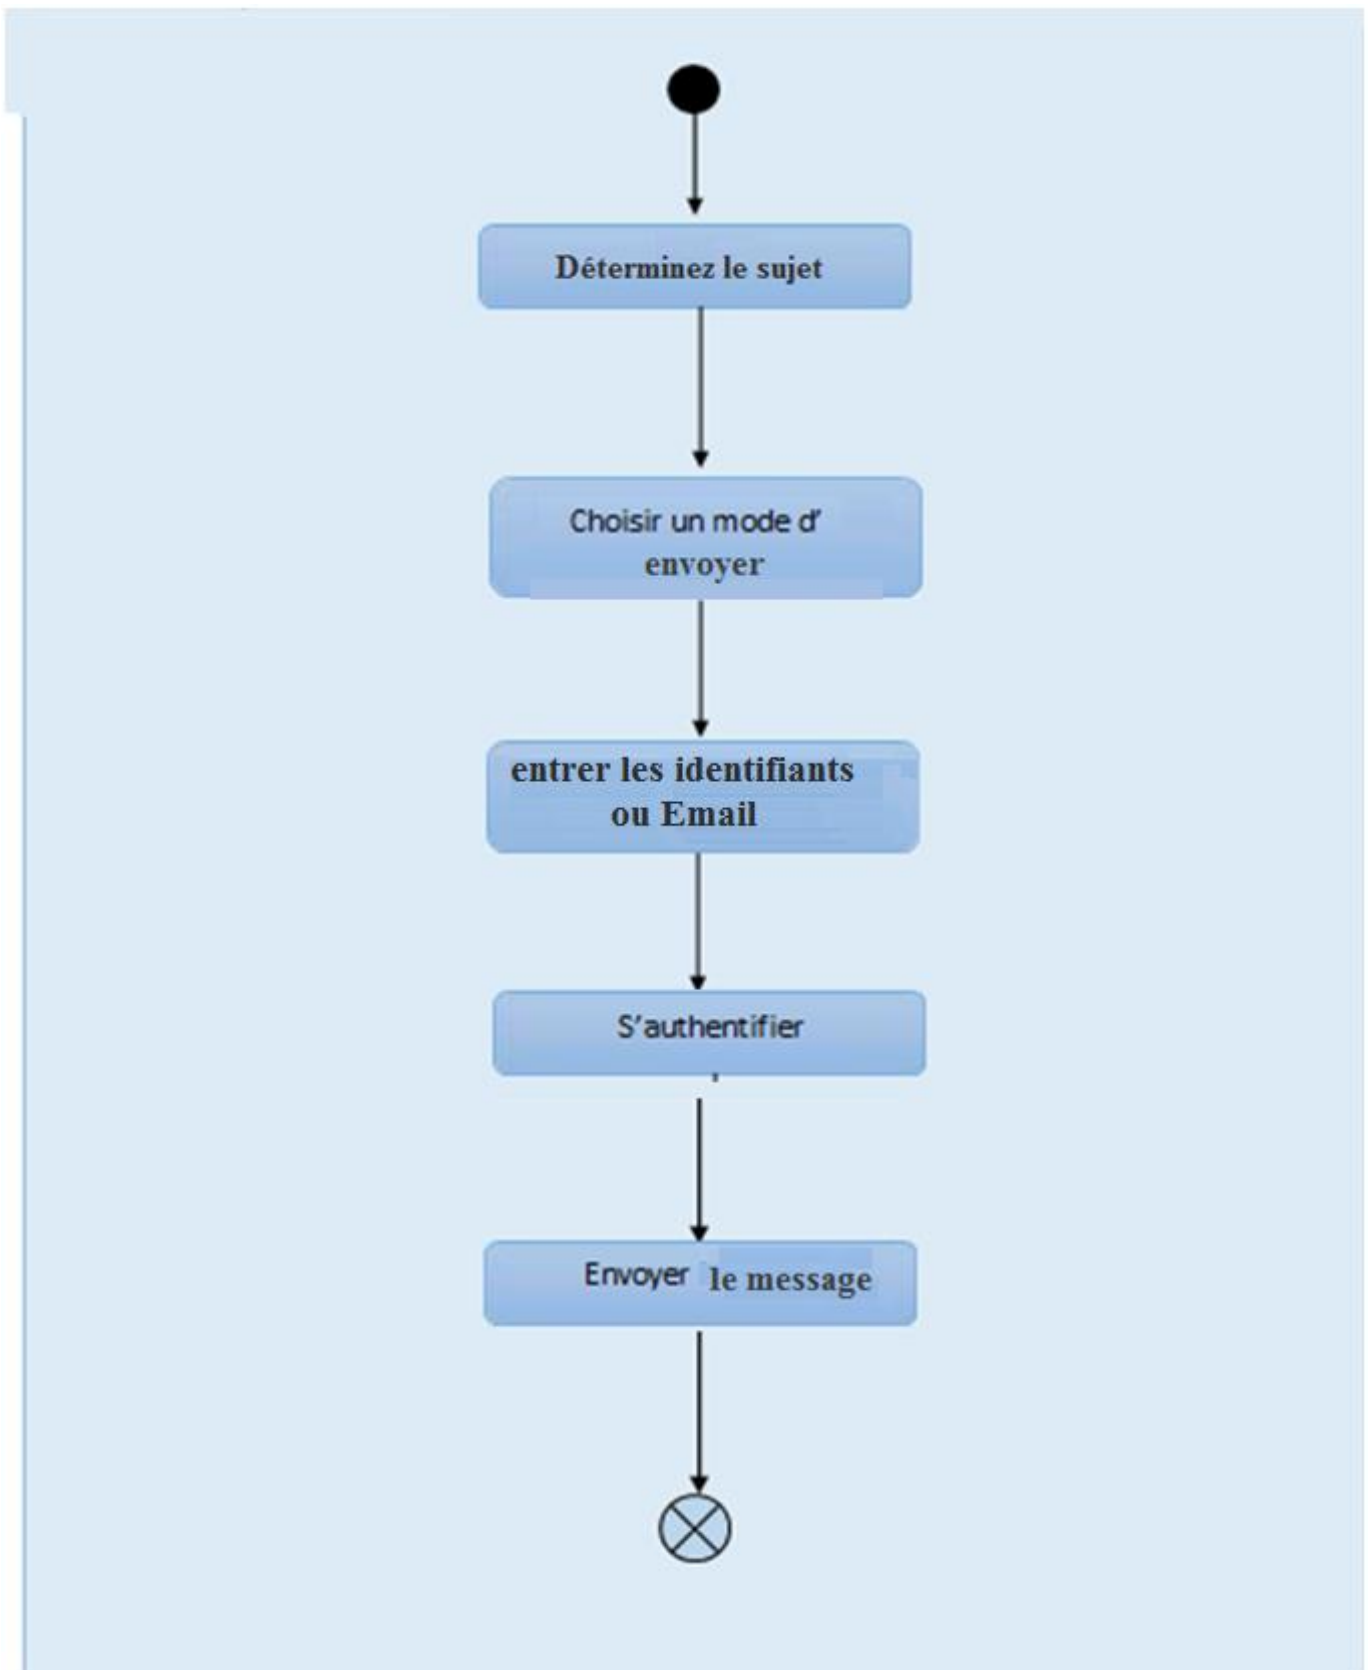 Déterminez le sujet
Choisir un mode d’
envoyer
entrer les identifiants
ou Email
S’authentifier
Envoyer le message